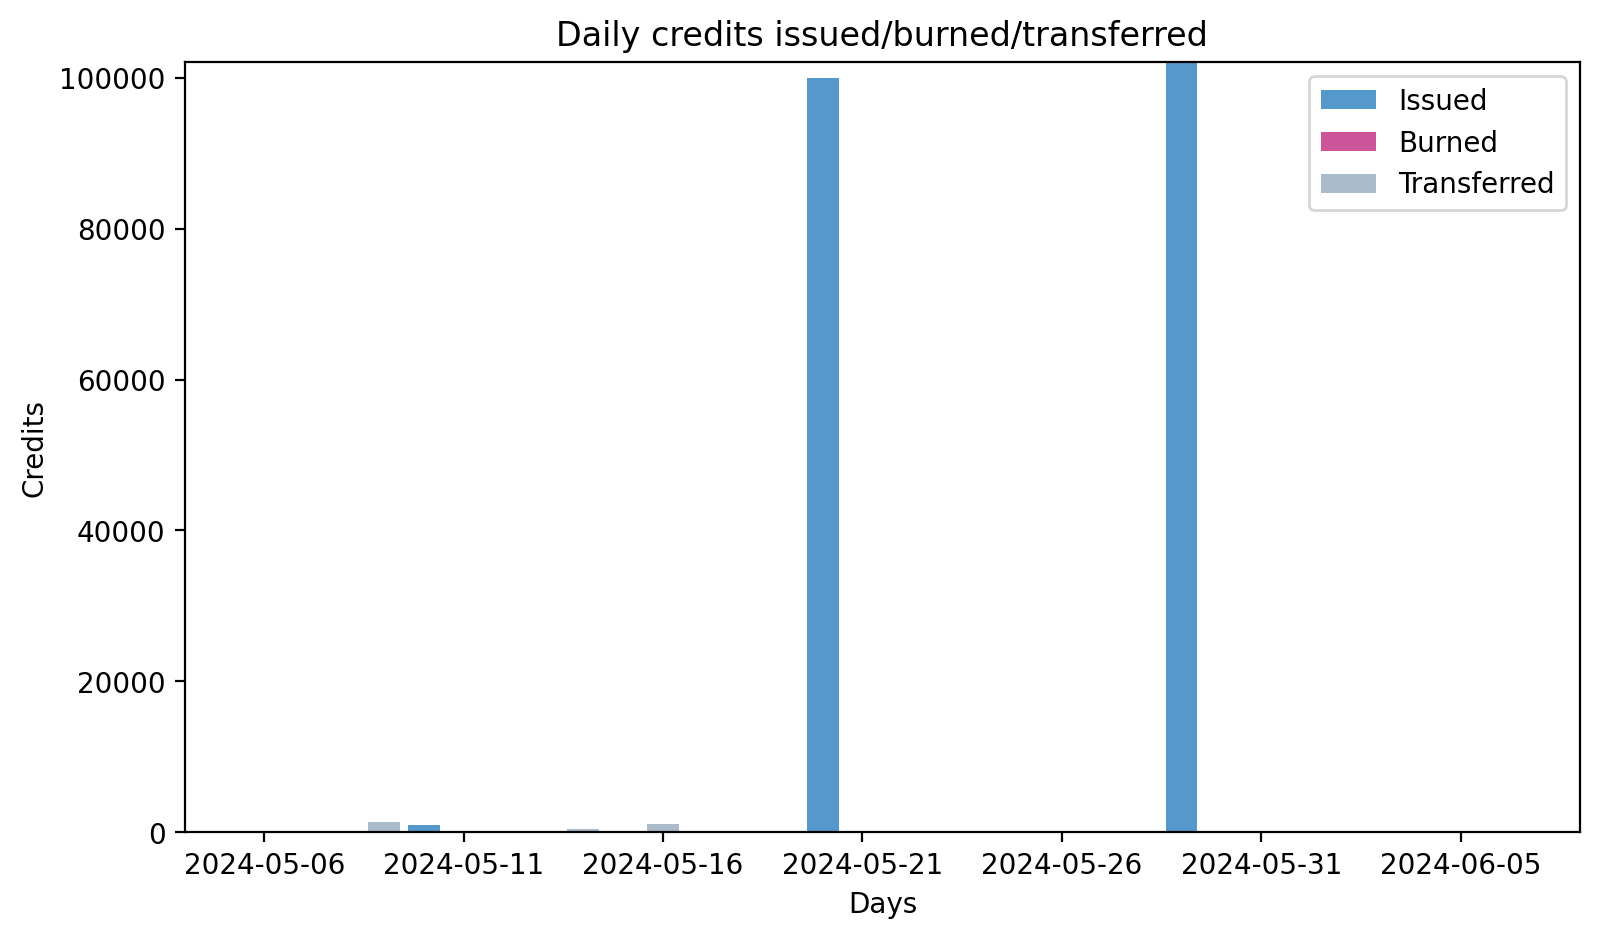 Daily credits issued/burned/transferred
100000
80000
60000
40000
20000
0
Credits
Issued
Burned
Transferred
2024-05-06 2024-05-11 2024-05-16 2024-05-21 2024-05-26 2024-05-31 2024-06-05
Days